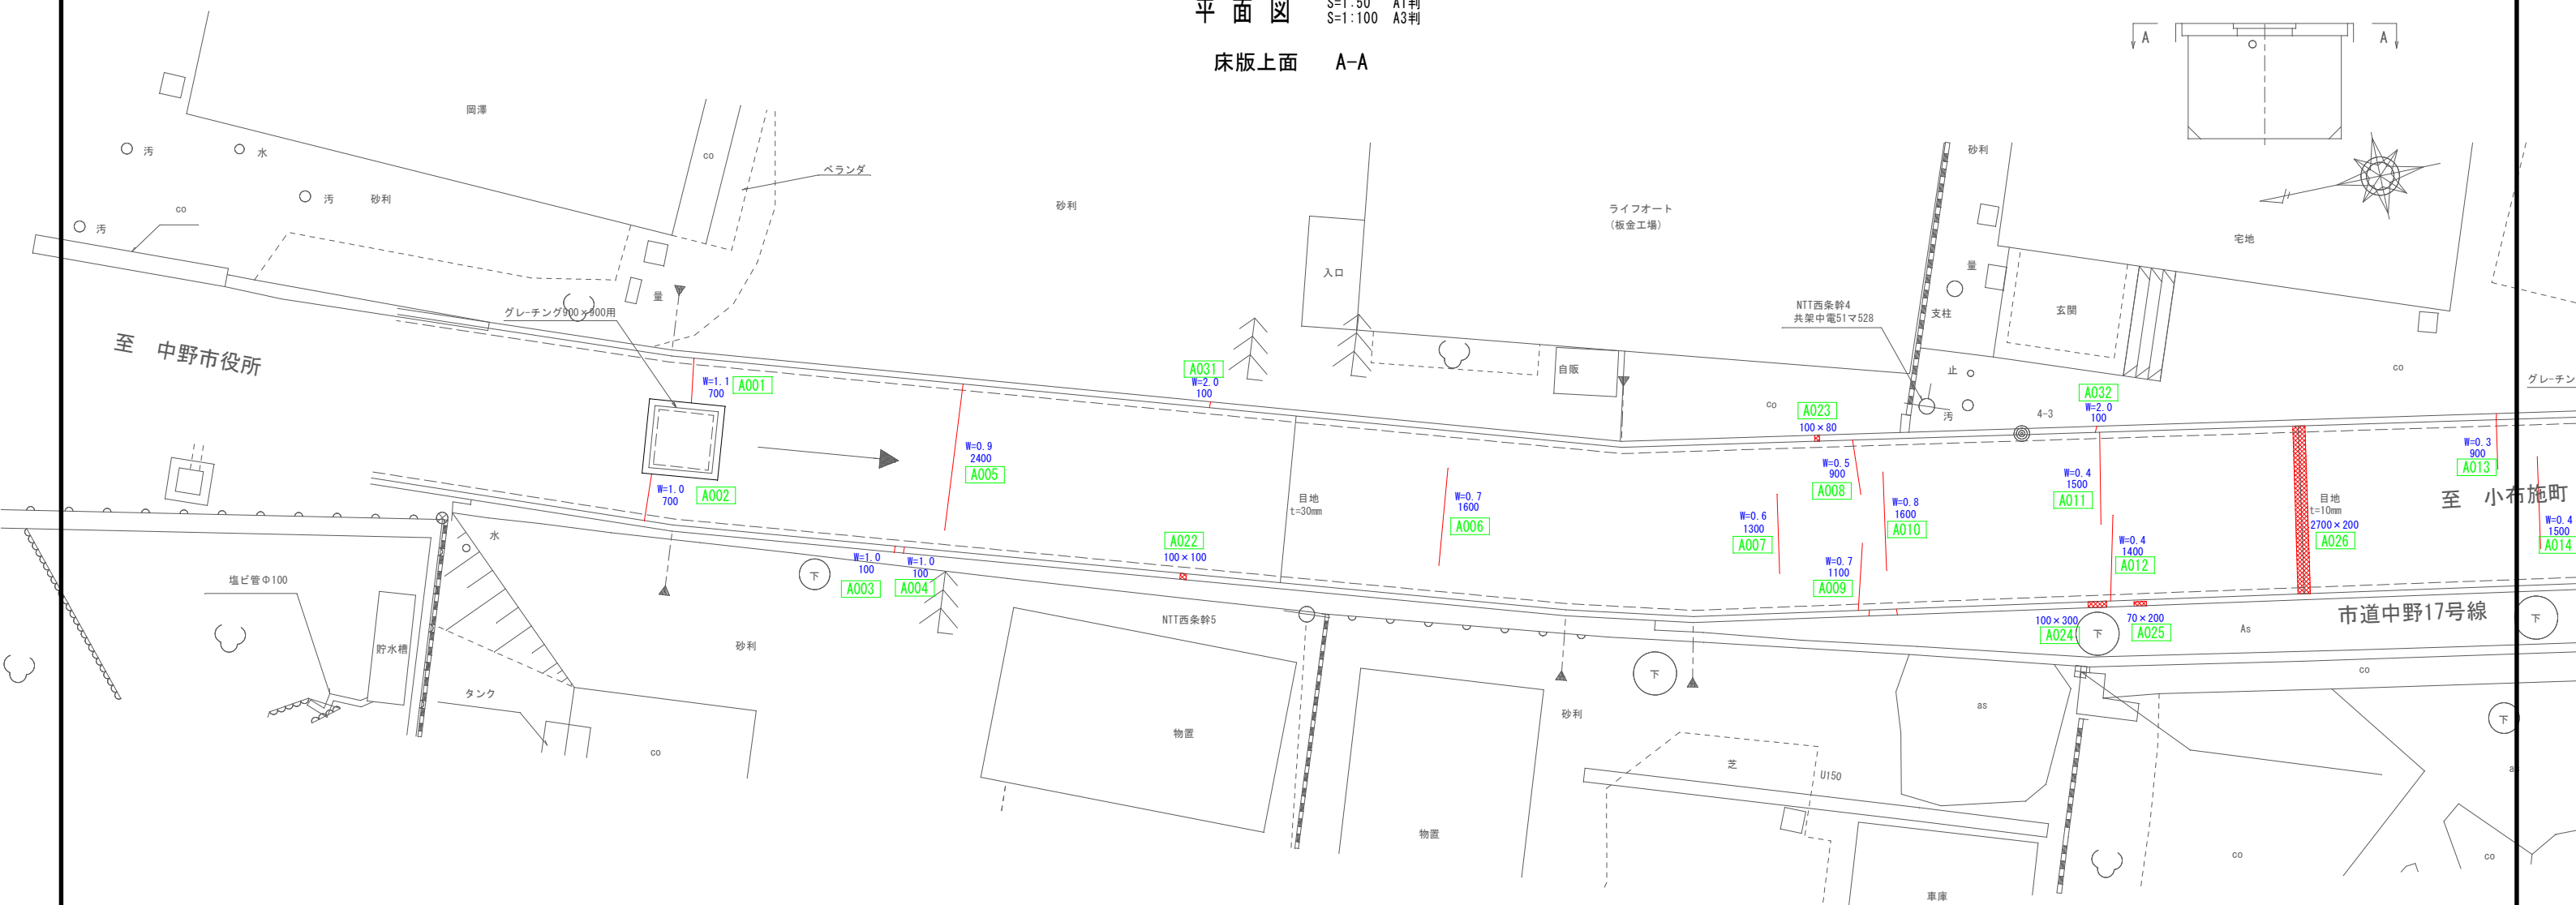 平面図 S=1:50 A1判
S=1:100 A3判
床版上面 A-A
A A
岡澤
汚 水
co
汚 砂利
co
汚
ベランダ
砂利
ライフオート
(板金工場)
砂利
宅地
入口
量
量
グレｰチング900×900用
NTT西条幹4
共架中電51マ528
支柱
玄関
至 中野市役所
自販
止
co
グレｰチン
W=1.1
700
A001
A031
W=2.0
100
co
A023
100×80
汚
4-3
A032
W=2.0
100
W=0.9
2400
A005
W=0.5
900
A008
W=0.4
1500
A011
W=0.3
900
A013
W=1.0
700
A002
目地
t=30mm
W=0.7
1600
A006
W=0.6
1300
A007
W=0.8
1600
A010
目地
t=10mm
2700×200
A026
至 小布施町
W=0.4
1500
A014
水
A022
100×100
W=0.4
1400
A012
W=1.0
100
A003
W=1.0
100
A004
W=0.7
1100
A009
下
塩ビ管Φ100
NTT西条幹5
100×300
A024
下
70×200
A025
As
市道中野17号線
下
貯水槽
砂利
下
co
タンク
砂利
as
下
co
物置
芝
U150
物置
co
co
車庫